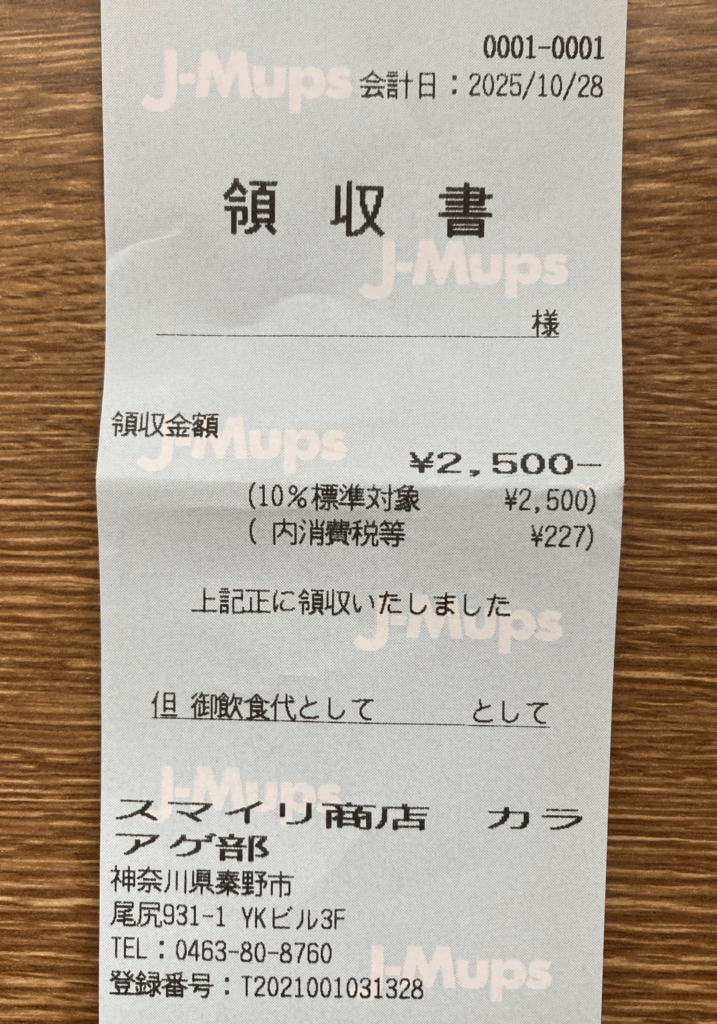 0001-0001
J-Mups
会計日：2025/10/28
領 収 書
J-Mups
様
領収金額
J-Mups
¥2,500−
(10%標準対象 ¥2,500)
( 内消費税等 ¥227)
上記正に領収いたしました
J-Mups
但 御飲食代として として
J-Mups
スマイリ商店 カラ
アゲ部
神奈川県秦野市
尾尻931-1 YKビル3F
TEL：0463-80-8760
J-Mups
登録番号：T2021001031328